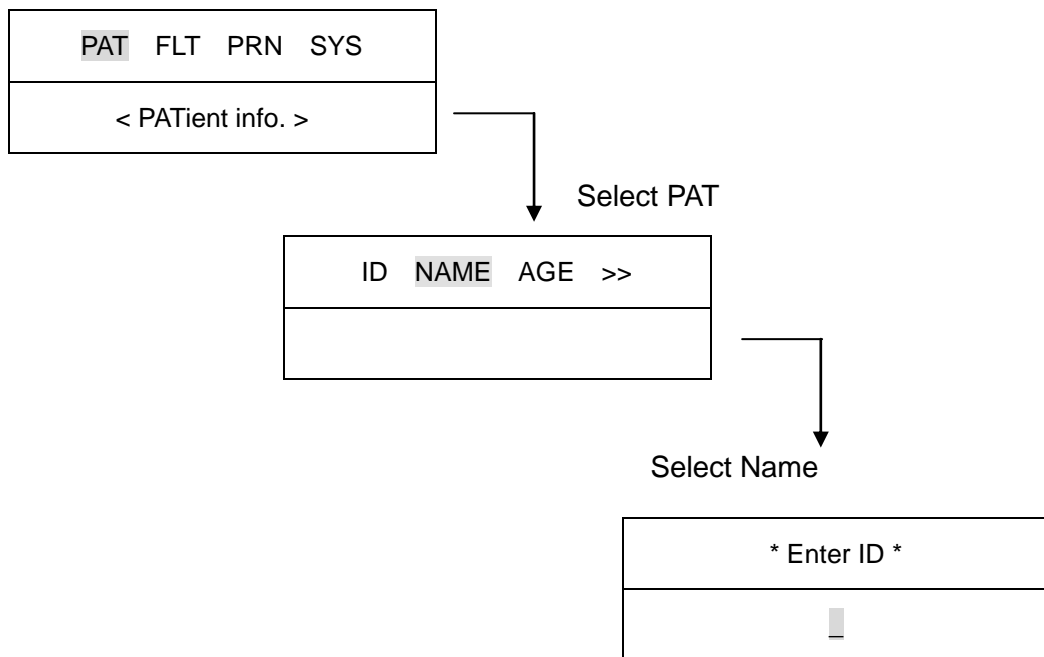 PAT FLT PRN SYS
< PATient info. >
Select PAT
ID NAME AGE >>
Select Name
* Enter ID *
_